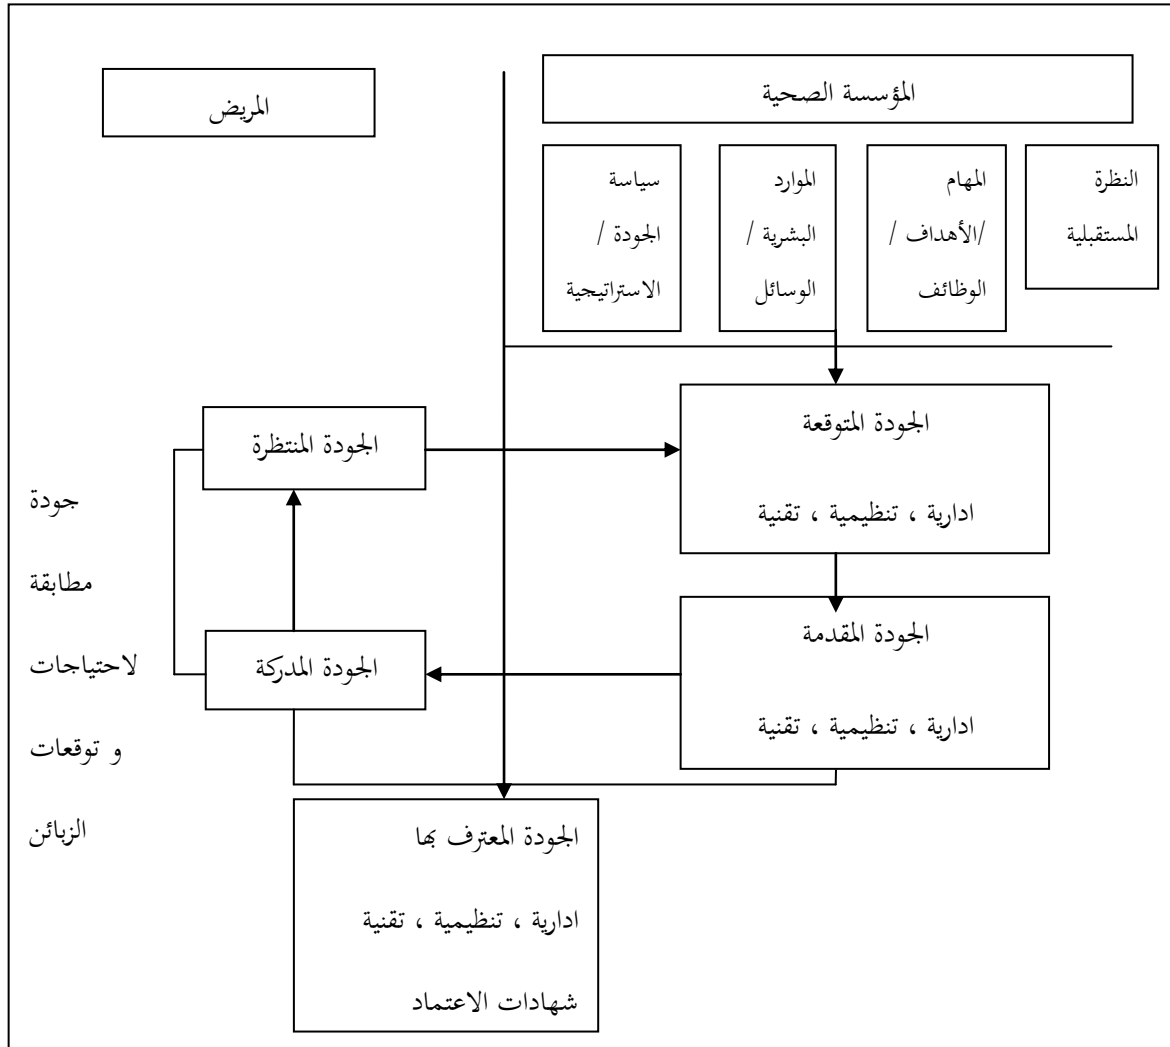 المؤسسة الصحية
المريض
النظرة
المستقبلية
المهام
/الأهداف /
الوظائف
الموارد
البشرية /
الوسائل
سياسة
الجودة /
الاستراتيجية
الجودة المتوقعة
ادارية ، تنظيمية ، تقنية
الجودة المنتظرة
الجودة المقدمة
ادارية ، تنظيمية ، تقنية
الجودة المدركة
جودة
مطابقة
لاحتياجات
و توقعات
الزبائن
الجودة المعترف بها
ادارية ، تنظيمية ، تقنية
شهادات الاعتماد